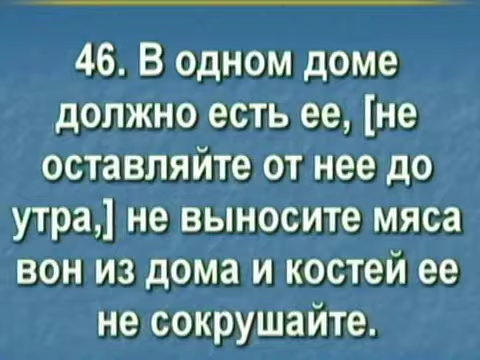 46. В одном доме
должно есть ее, [не
оставляйте от нее до
утра,] не выносите мяса
вон из дома и костей ее
не сокрушайте.